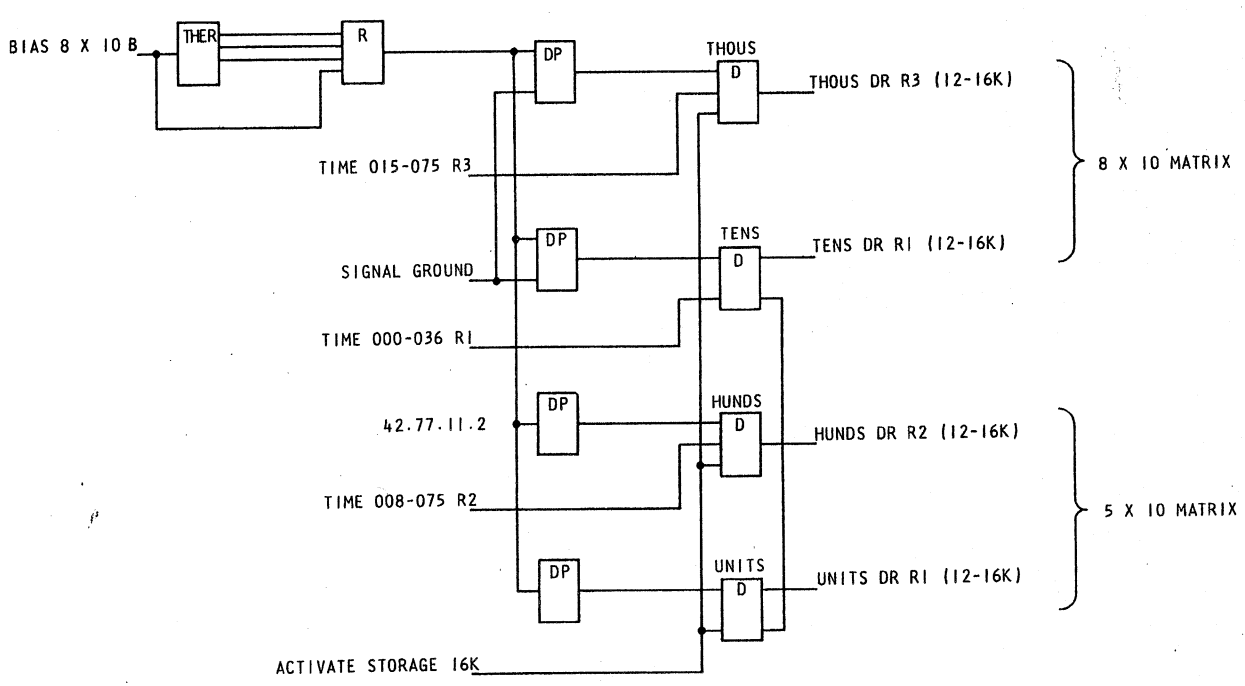 BIAS 8 X 10 B
THER
R
DP
THOUS
D
THOUS DR R3 (12-16K)
TIME 015-075 R3
8 X 10 MATRIX
DP
TENS
D
TENS DR R1 (12-16K)
SIGNAL GROUND
TIME 000-036 R1
DP
HUNDS
D
42.77.11.2
HUNDS DR R2 (12-16K)
TIME 008-075 R2
5 X 10 MATRIX
DP
UNITS
D
UNITS DR R1 (12-16K)
ACTIVATE STORAGE 16K